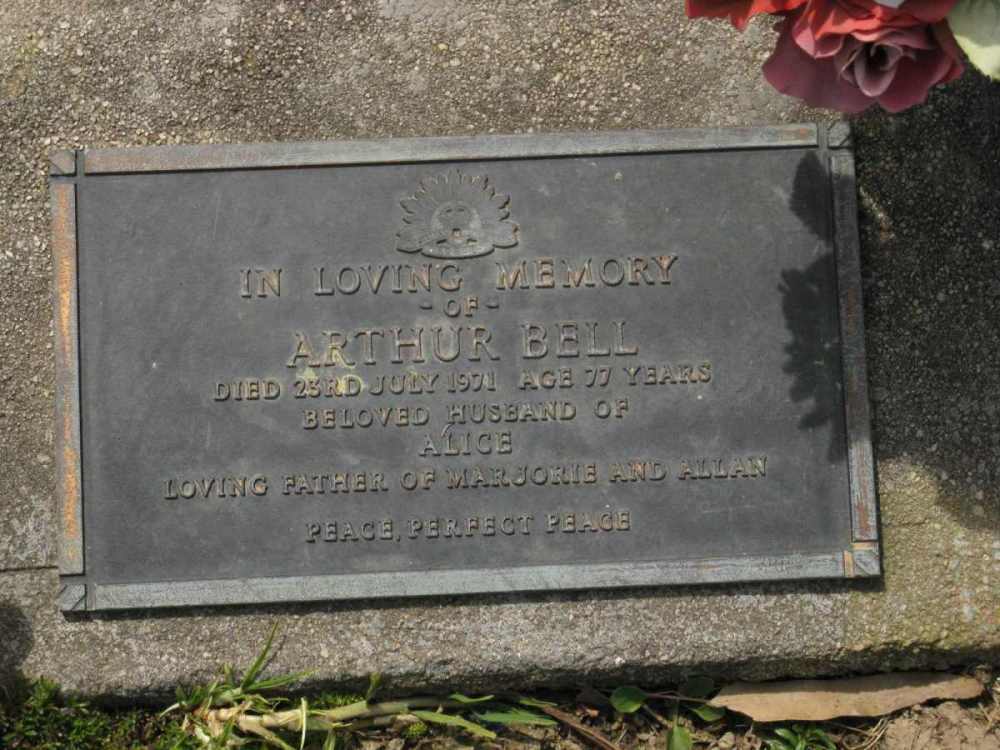 IN LOVING MEMORY
- OF -
ARTHUR BELL
DIED 23RD JULY 1971 AGE 77 YEARS
BELOVED HUSBAND OF
ALICE
LOVING FATHER OF MARJORIE AND ALLAN
PEACE, PERFECT PEACE